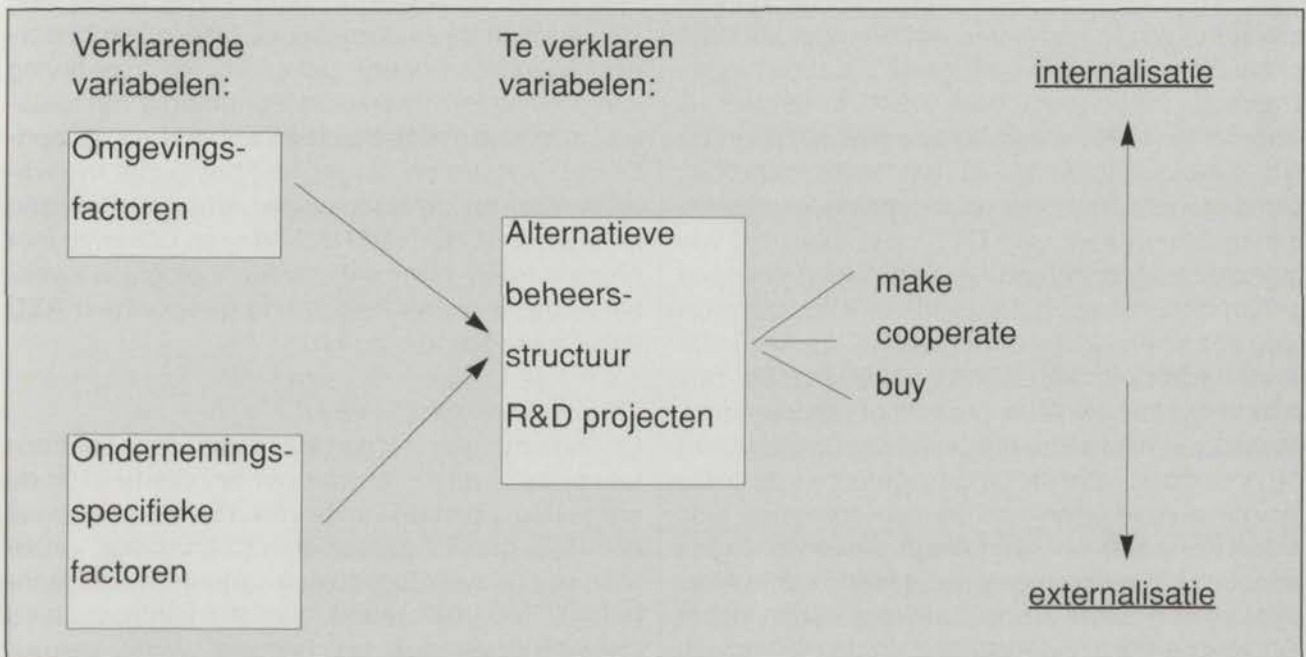 Verklarende
variabelen:
Omgevings-
factoren
Ondernemings-
specifieke
factoren
Te verklaren
variabelen:
Alternatieve
beheers-
structuur
R&D projecten
make
cooperate
buy
internalisatie
externalisatie